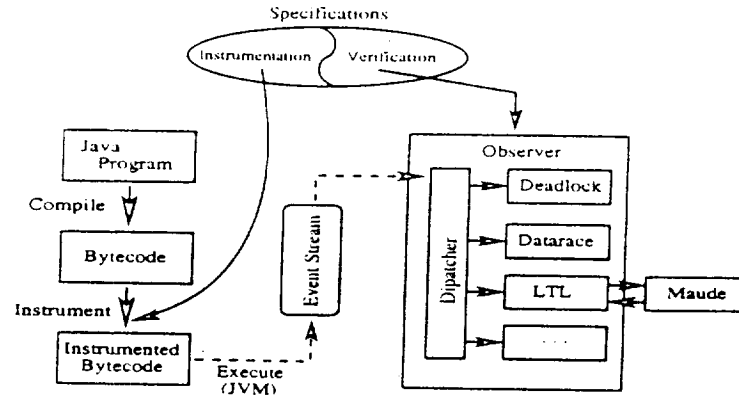 Specifications
Instrumentation
Verification
Java
Program
Compile
Bytecode
Instrument
Instrumented
Bytecode
Execute
(JVM)
Event Stream
Observer
Dipatcher
Deadlock
Datarace
LTL
. . .
Maude